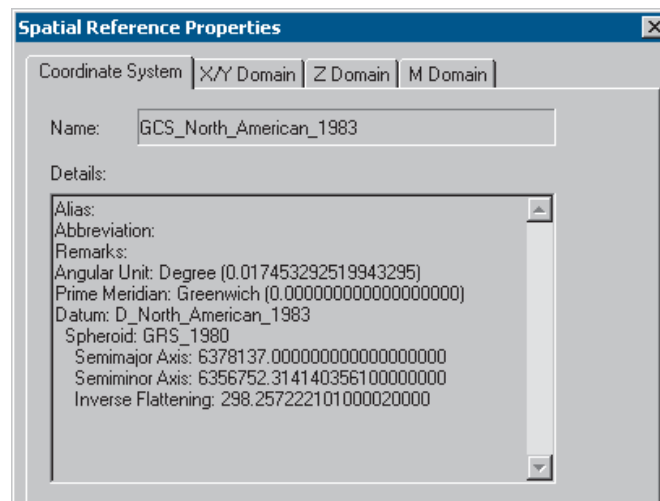 Spatial Reference Properties
Coordinate System X/Y Domain Z Domain M Domain
Name: GCS_North_American_1983
Details:
Alias:
Abbreviation:
Remarks:
Angular Unit: Degree (0.017453292519943295)
Prime Meridian: Greenwich (0.000000000000000000)
Datum: D_North_American_1983
Spheroid: GRS_1980
Semimajor Axis: 6378137.000000000000000000
Semiminor Axis: 6356752.314140356100000000
Inverse Flattening: 298.257222101000020000